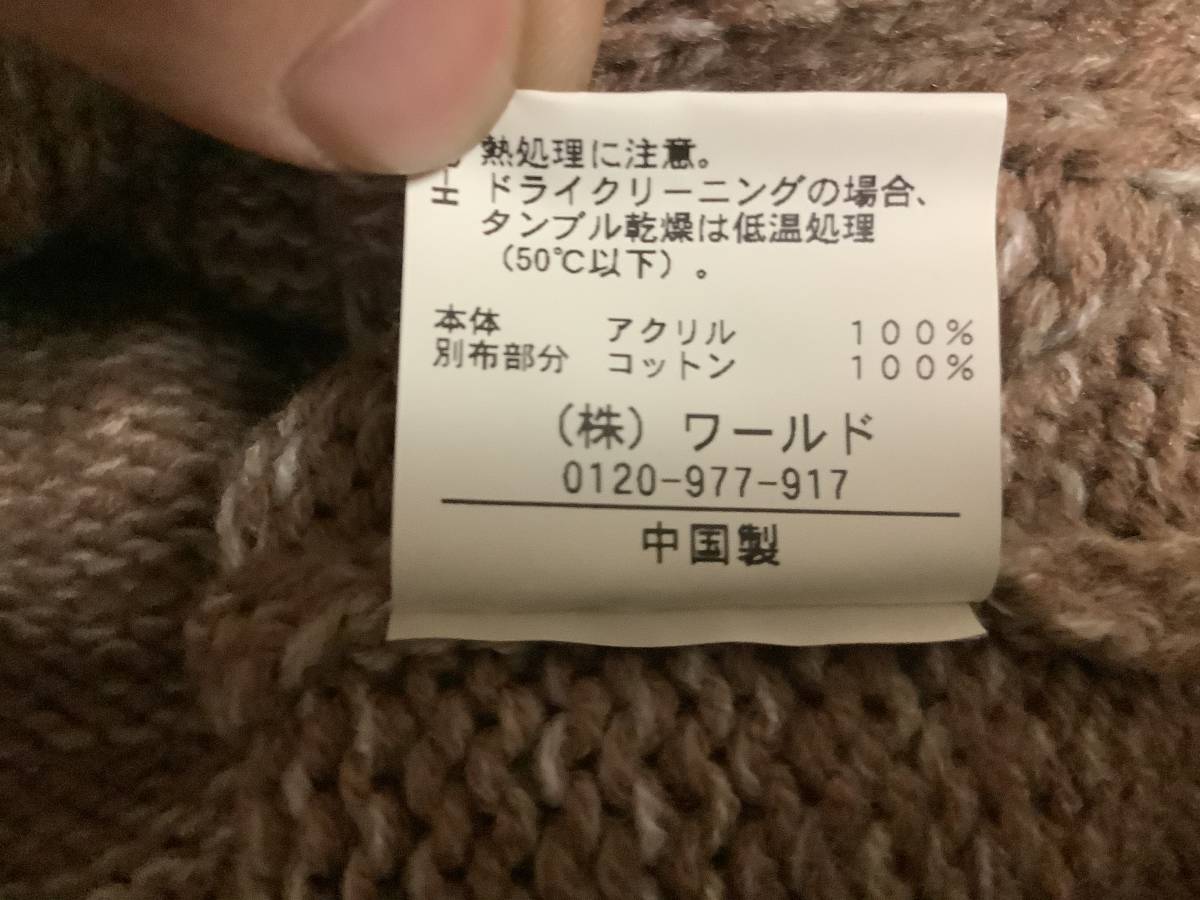 熱処理に注意。
ドライクリーニングの場合、
タンブル乾燥は低温処理
(50℃以下)。
本体 アクリル 100%
別布部分 コットン 100%
(株) ワールド
0120-977-917
中国製